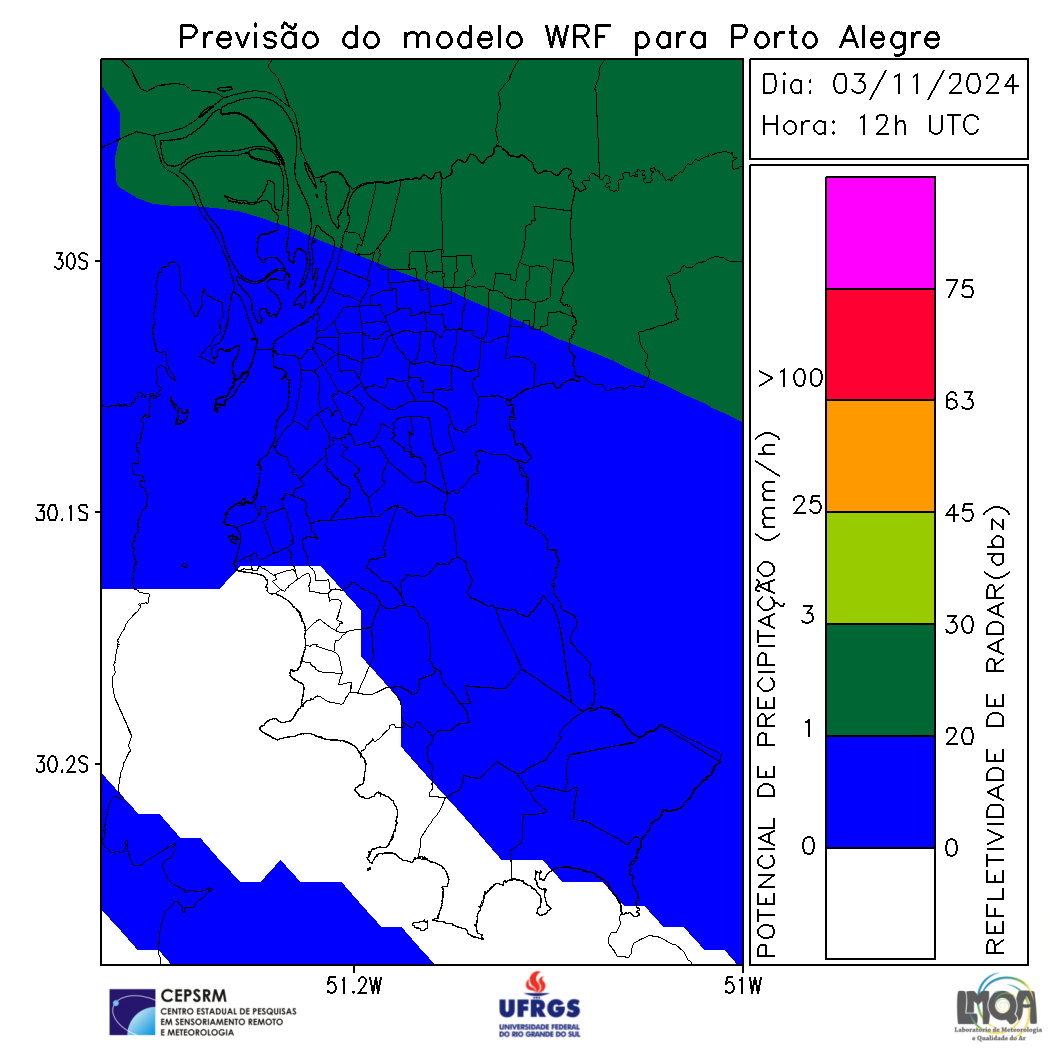 Previsão do modelo WRF para Porto Alegre
Dia: 03/11/2024
Hora: 12h UTC
30S
30.1S
30.2S
51.2W
51W
POTENCIAL DE PRECIPITAÇÃO (mm/h)
>100
25
3
1
0
75
63
45
30
20
0
REFLETIVIDADE DE RADAR(dbz)
CEPSRM
CENTRO ESTADUAL DE PESQUISAS
EM SENSORIAMENTO REMOTO
E METEOROLOGIA
UFRGS
UNIVERSIDADE FEDERAL
DO RIO GRANDE DO SUL
LMQA
Laboratório de Meteorologia
e Qualidade do Ar